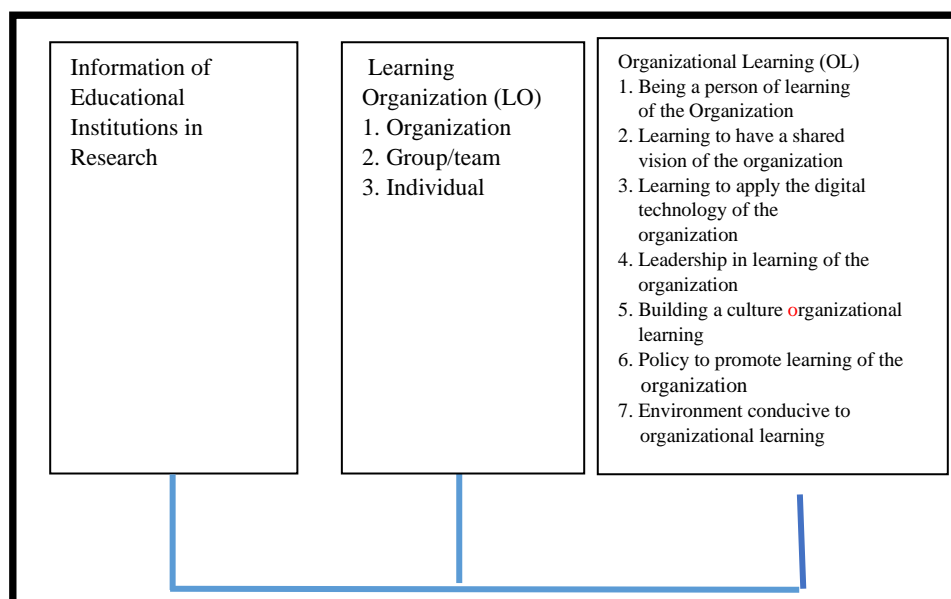 Information of
Educational
Institutions in
Research
Learning
Organization (LO)
1. Organization
2. Group/team
3. Individual
Organizational Learning (OL)
1. Being a person of learning
of the Organization
2. Learning to have a shared
vision of the organization
3. Learning to apply the digital
technology of the
organization
4. Leadership in learning of the
organization
5. Building a culture organizational
learning
6. Policy to promote learning of the
organization
7. Environment conducive to
organizational learning